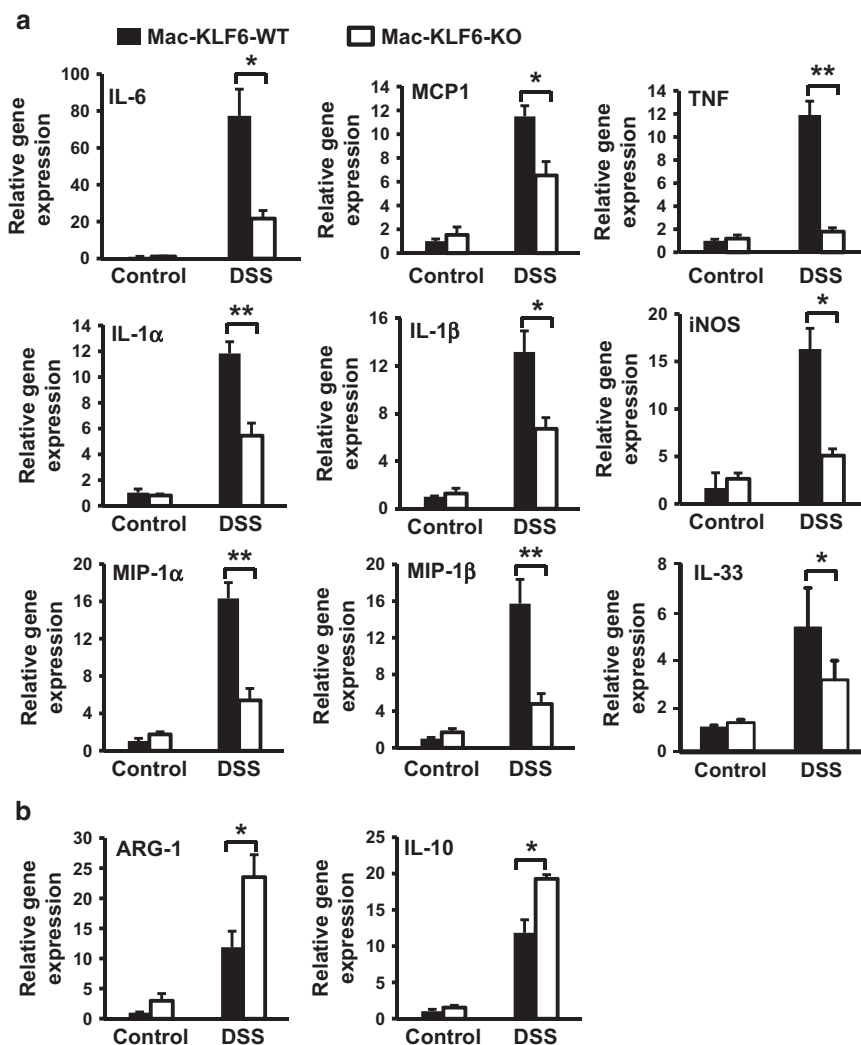 a
Mac-KLF6-WT Mac-KLF6-KO
IL-6
Relative gene expression
100
80
60
40
20
0
*
Control DSS
MCP1
Relative gene expression
14
12
10
8
6
4
2
0
*
Control DSS
TNF
Relative gene expression
14
12
10
8
6
4
2
0
**
Control DSS
IL-1α
Relative gene expression
14
12
10
8
6
4
2
0
**
Control DSS
IL-1β
Relative gene expression
16
12
8
4
0
*
Control DSS
iNOS
Relative gene expression
20
15
10
5
0
*
Control DSS
MIP-1α
Relative gene expression
20
16
12
8
4
0
**
Control DSS
MIP-1β
Relative gene expression
20
16
12
8
4
0
**
Control DSS
IL-33
Relative gene expression
8
6
4
2
0
*
Control DSS
b
ARG-1
Relative gene expression
30
25
20
15
10
5
0
*
Control DSS
IL-10
Relative gene expression
25
20
15
10
5
0
*
Control DSS